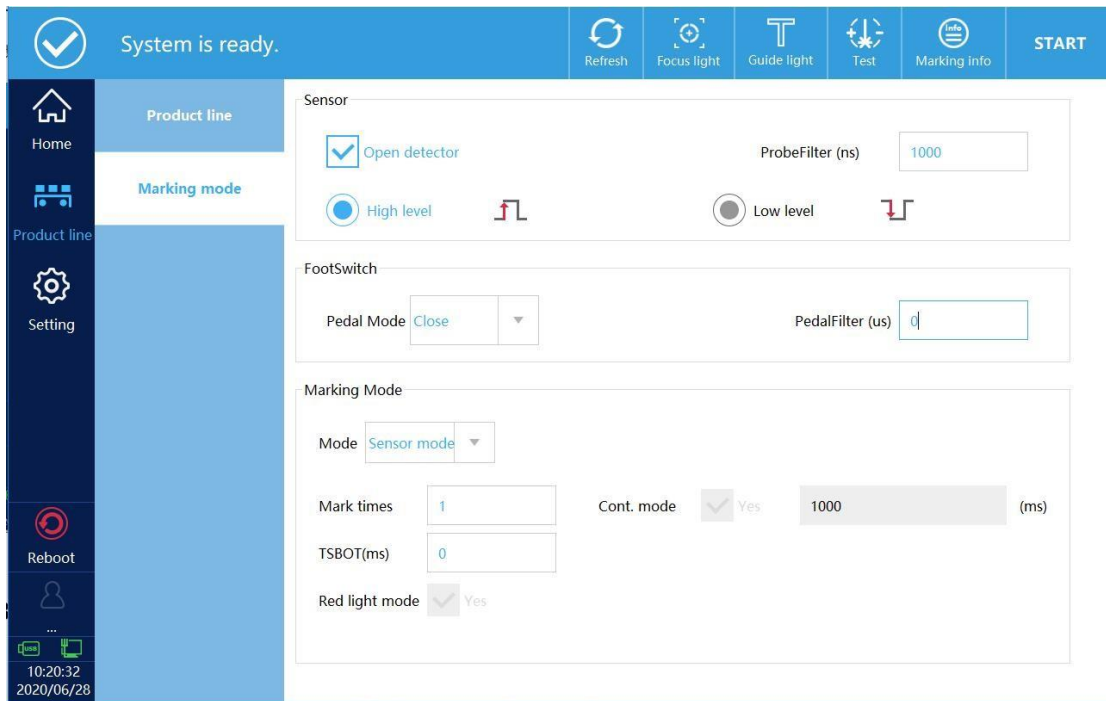 System is ready.
Refresh
Focus light
Guide light
Test
info
Marking info
START
Home
Product line
Setting
Reboot
...
USB
10:20:32
2020/06/28
Product line
Marking mode
Sensor
Open detector
ProbeFilter (ns) 1000
High level
Low level
FootSwitch
Pedal Mode Close
PedalFilter (us) 0
Marking Mode
Mode Sensor mode
Mark times 1
Cont. mode Yes 1000 (ms)
TSBOT(ms) 0
Red light mode Yes